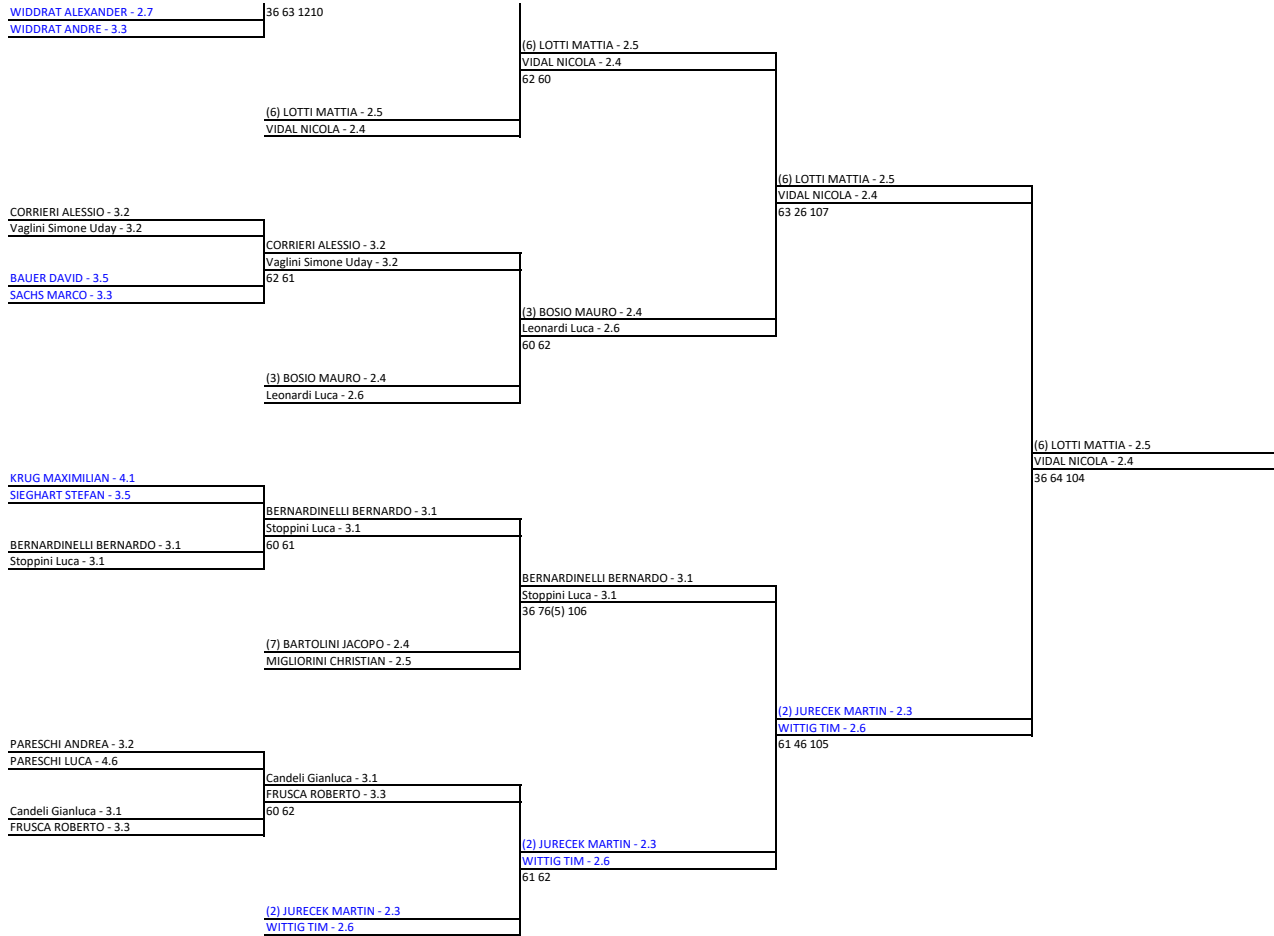 WIDDRAT ALEXANDER - 2.7
36 63 1210
WIDDRAT ANDRE - 3.3
(6) LOTTI MATTIA - 2.5
VIDAL NICOLA - 2.4
62 60
(6) LOTTI MATTIA - 2.5
VIDAL NICOLA - 2.4
(6) LOTTI MATTIA - 2.5
VIDAL NICOLA - 2.4
63 26 107
CORRIERI ALESSIO - 3.2
Vaglini Simone Uday - 3.2
CORRIERI ALESSIO - 3.2
Vaglini Simone Uday - 3.2
62 61
BAUER DAVID - 3.5
SACHS MARCO - 3.3
(3) BOSIO MAURO - 2.4
Leonardi Luca - 2.6
60 62
(3) BOSIO MAURO - 2.4
Leonardi Luca - 2.6
(6) LOTTI MATTIA - 2.5
VIDAL NICOLA - 2.4
36 64 104
KRUG MAXIMILIAN - 4.1
SIEGHART STEFAN - 3.5
BERNARDINELLI BERNARDO - 3.1
Stoppini Luca - 3.1
60 61
BERNARDINELLI BERNARDO - 3.1
Stoppini Luca - 3.1
BERNARDINELLI BERNARDO - 3.1
Stoppini Luca - 3.1
36 76(5) 106
(7) BARTOLINI JACOPO - 2.4
MIGLIORINI CHRISTIAN - 2.5
(2) JURECEK MARTIN - 2.3
WITTIG TIM - 2.6
61 46 105
PARESCHI ANDREA - 3.2
PARESCHI LUCA - 4.6
Candeli Gianluca - 3.1
FRUSCA ROBERTO - 3.3
60 62
Candeli Gianluca - 3.1
FRUSCA ROBERTO - 3.3
(2) JURECEK MARTIN - 2.3
WITTIG TIM - 2.6
61 62
(2) JURECEK MARTIN - 2.3
WITTIG TIM - 2.6